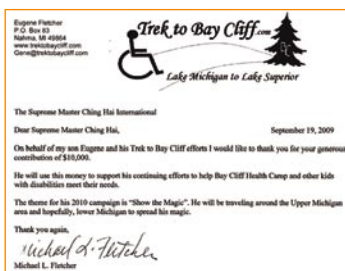 Eugene Fletcher
P.O. Box 83
Nahma, MI 49864
www.trektobaycliff.com
Gene@trektobaycliff.com
Trek to Bay Cliff.com
Lake Michigan to Lake Superior
The Supreme Master Ching Hai International
Dear Supreme Master Ching Hai, September 19, 2009
On behalf of my son Eugene and his Trek to Bay Cliff efforts I would like to thank you for your generous
contribution of $10,000.
He will use this money to support his continuing efforts to help Bay Cliff Health Camp and other kids
with disabilities meet their needs.
The theme for his 2010 campaign is "Show the Magic". He will be traveling around the Upper Michigan
area and hopefully, lower Michigan to spread his magic.
Thank you again,
Michael L. Fletcher
Michael L. Fletcher